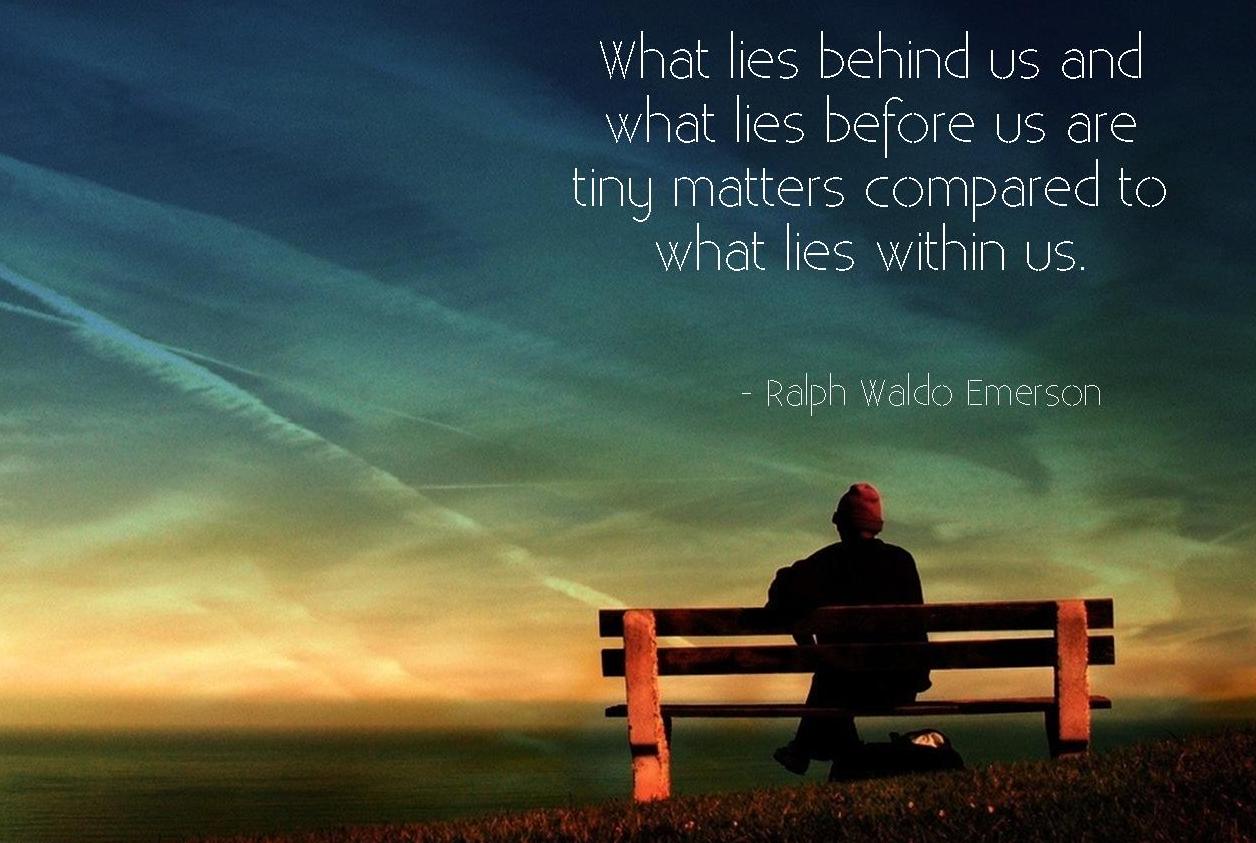 What lies behind us and
what lies before us are
tiny matters compared to
what lies within us.
- Ralph Waldo Emerson